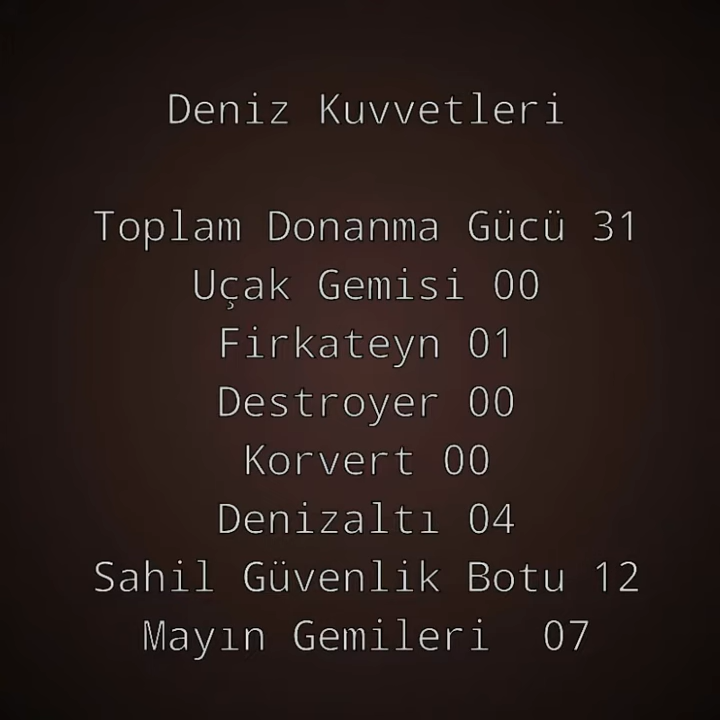 Deniz Kuvvetleri
Toplam Donanma Gücü 31
Uçak Gemisi 00
Firkateyn 01
Destroyer 00
Korvert 00
Denizaltı 04
Sahil Güvenlik Botu 12
Mayın Gemileri 07